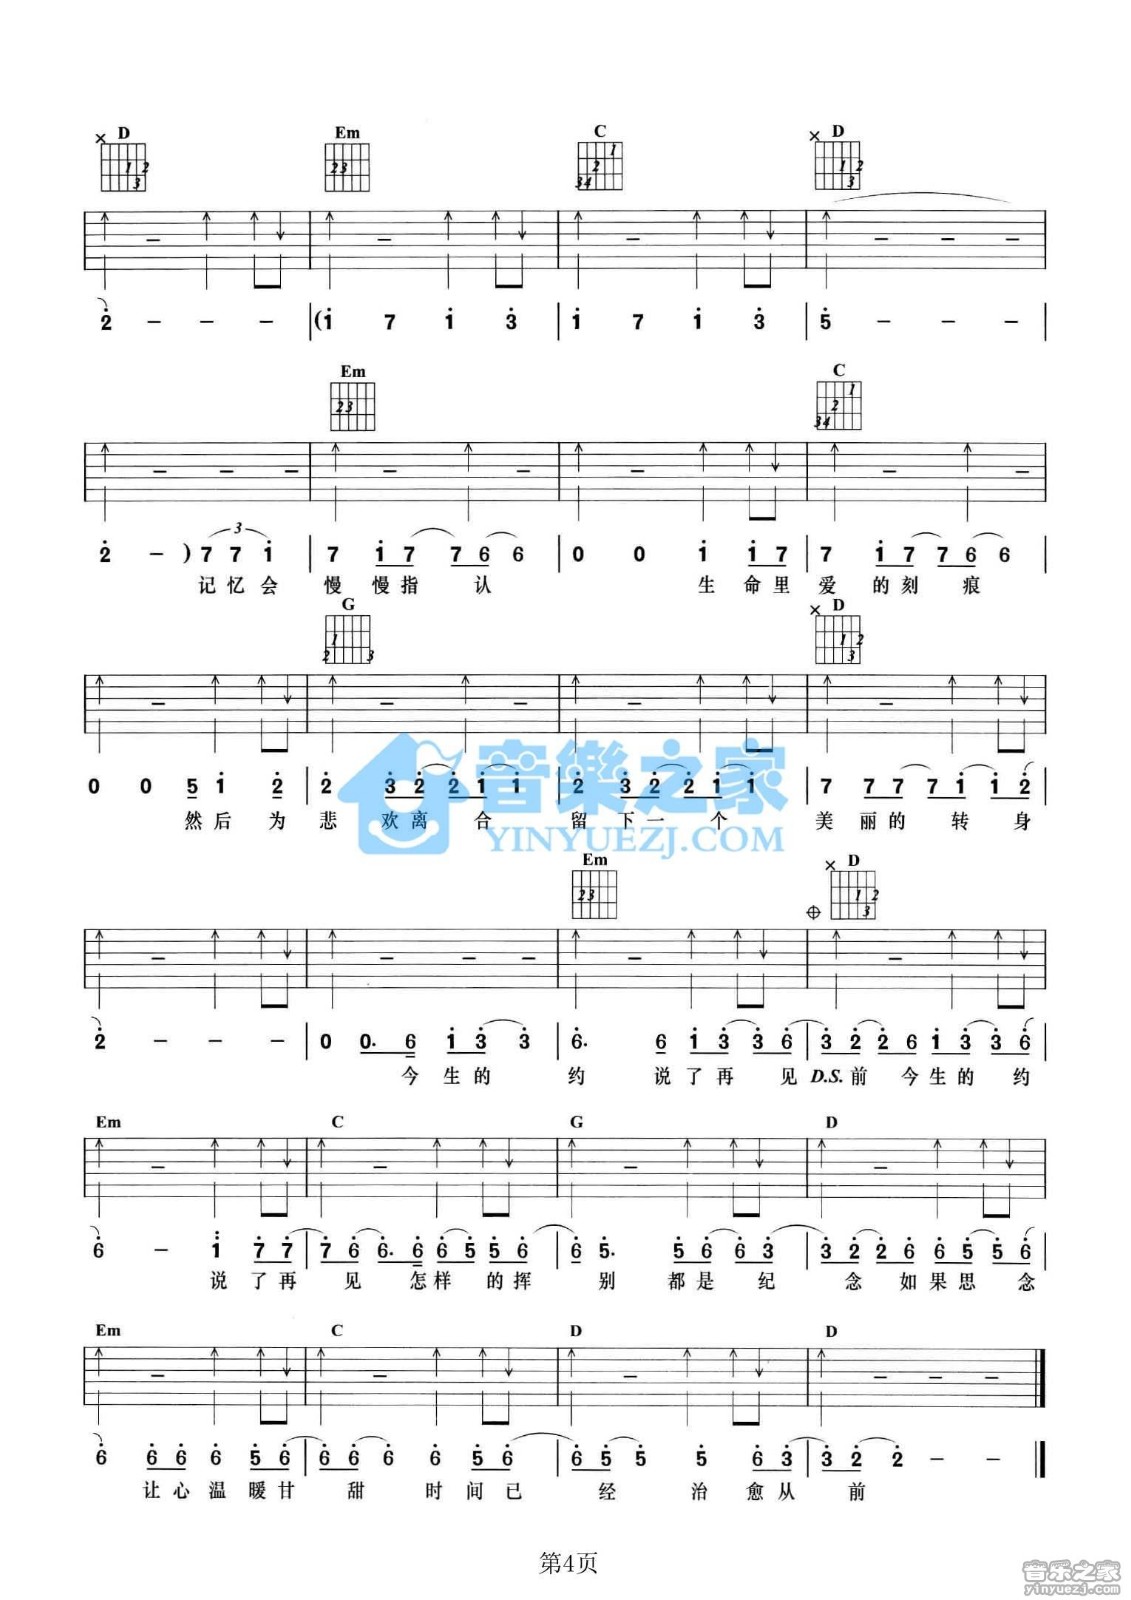 D Em C D
2 - - - | (1 7 1 3 | 1 7 1 3 | 5 - - - |
Em C
3
2 - ) 7 7 1 | 7 1 7 7 6 6 | 0 0 1 1 7 | 7 1 7 7 6 6
记忆会 慢慢指认 生命里爱的刻痕
G D
0 0 5 1 2 | 2 3 2 2 1 1 | 2 3 2 2 1 1 | 7 7 7 7 1 1 2
然后为悲欢离合 留下一个 美丽的转身
Em D
2 - - - | 0 0. 6 1 3 3 | 6. 6 1 3 3 6 | 3 2 2 6 1 3 3 6
今生的约 说了再见 D.S.前 今生的约
Em C G D
6 - 1 7 7 | 7 6 6. 6 6 5 5 6 | 6 5. 5 6 6 3 | 3 2 2 6 6 5 5 6
说了再见 怎样的挥别 都是纪念 如果思念
Em C D D
6 6 6 6 5 6 | 6 6 6 6 5 6 | 6 5 5 5 6 3 | 3 2 2 - -
让心温暖甘甜 时间已经 治愈从前
音樂之家
YINYUEZJ.COM
第4页
音乐之家
yinyuezj.com